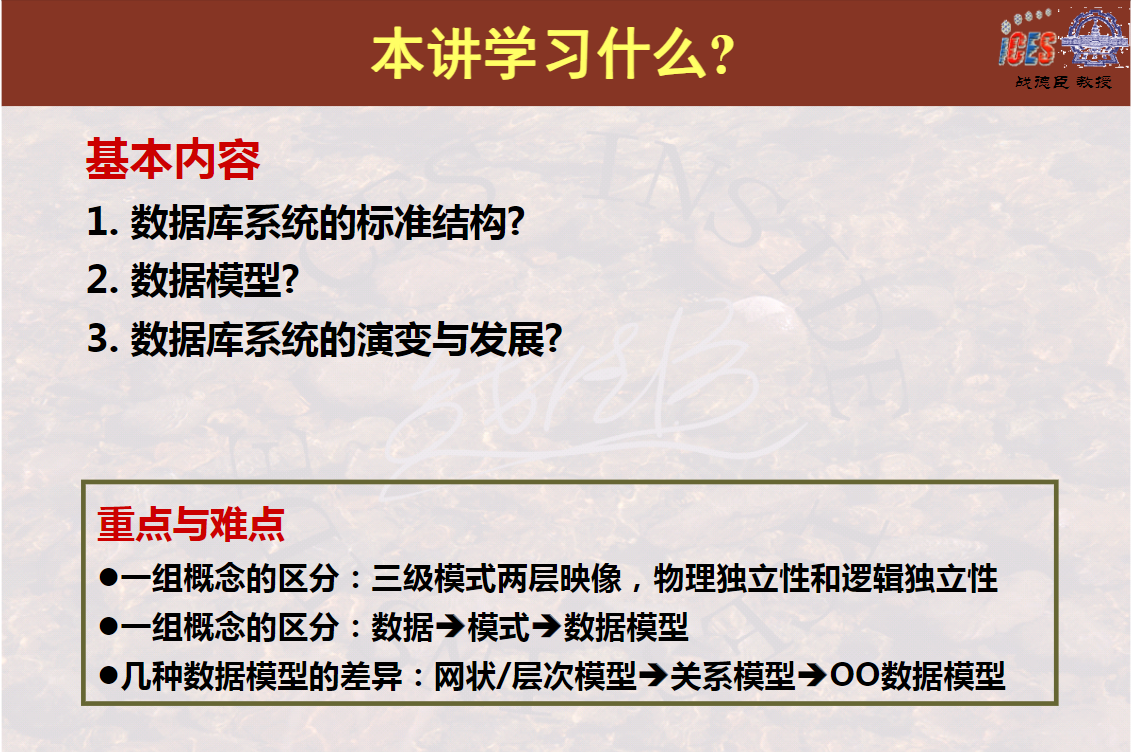 本讲学习什么?
iCES
战德臣 教授
基本内容
1. 数据库系统的标准结构?
2. 数据模型?
3. 数据库系统的演变与发展?
重点与难点
●一组概念的区分：三级模式两层映像，物理独立性和逻辑独立性
●一组概念的区分：数据➔模式➔数据模型
●几种数据模型的差异：网状/层次模型➔关系模型➔OO数据模型